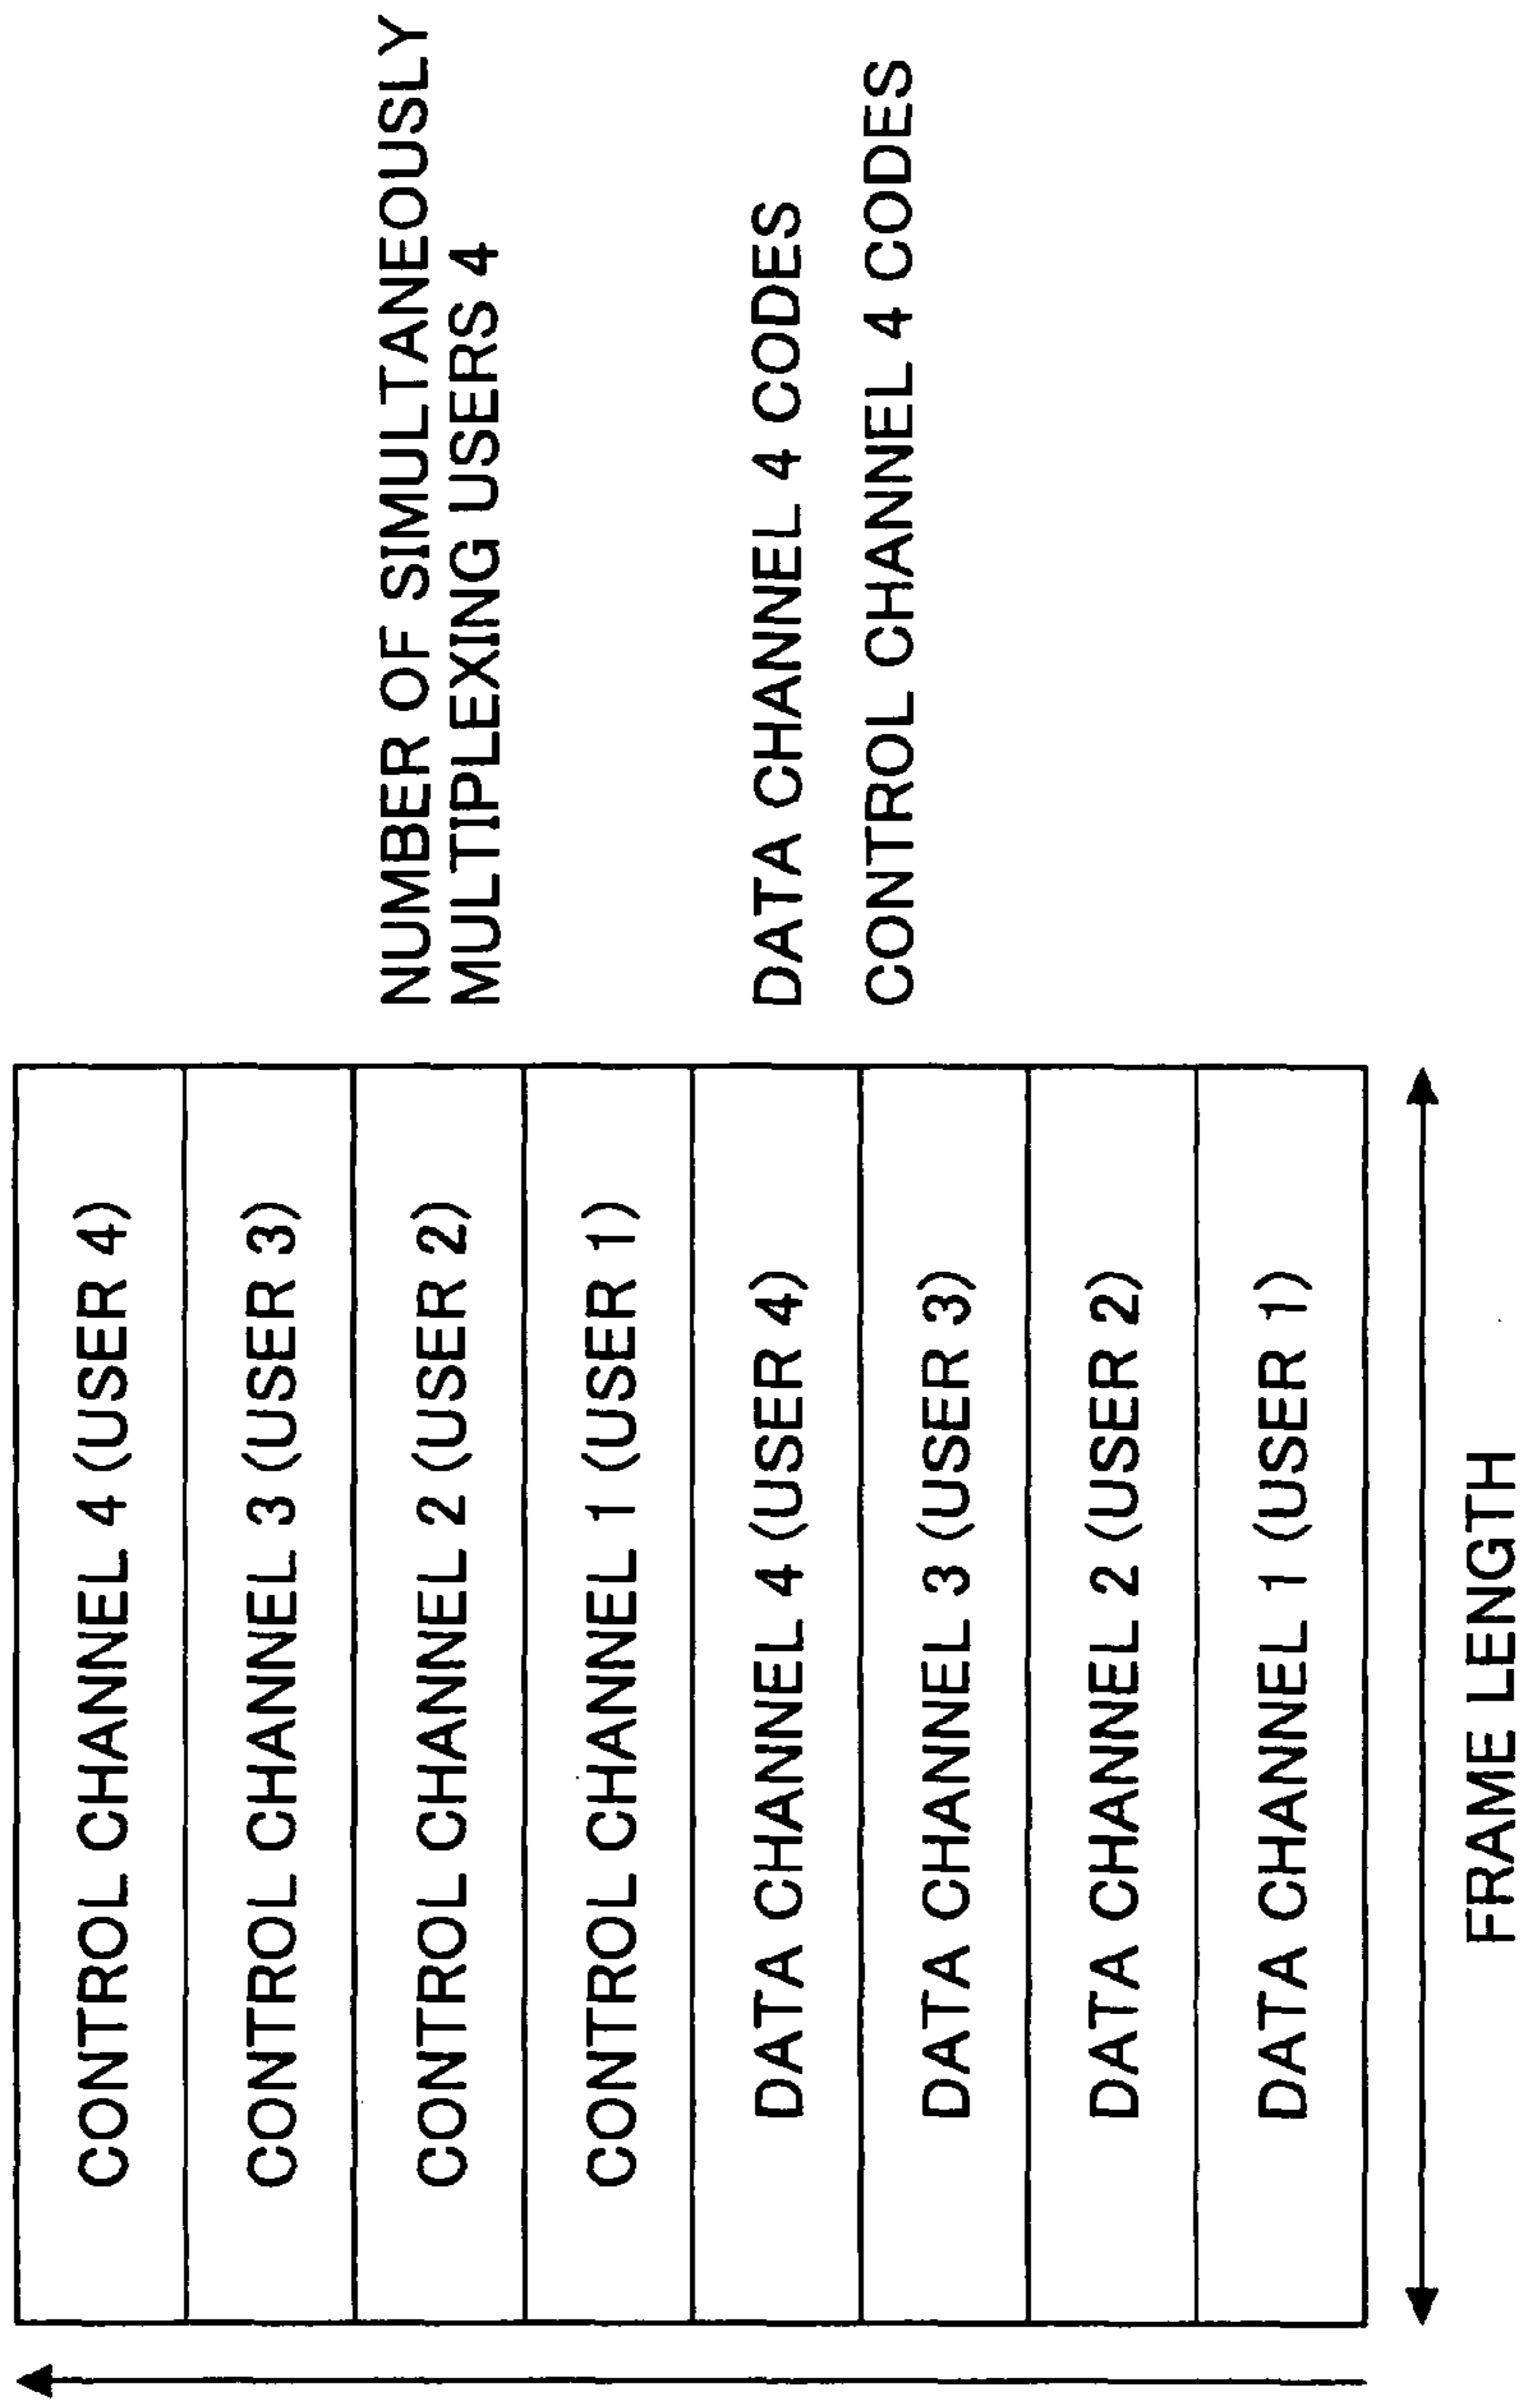 CONTROL CHANNEL 4 (USER 4)
CONTROL CHANNEL 3 (USER 3)
CONTROL CHANNEL 2 (USER 2)
CONTROL CHANNEL 1 (USER 1)
DATA CHANNEL 4 (USER 4)
DATA CHANNEL 3 (USER 3)
DATA CHANNEL 2 (USER 2)
DATA CHANNEL 1 (USER 1)
FRAME LENGTH
NUMBER OF SIMULTANEOUSLY
MULTIPLEXING USERS 4
DATA CHANNEL 4 CODES
CONTROL CHANNEL 4 CODES